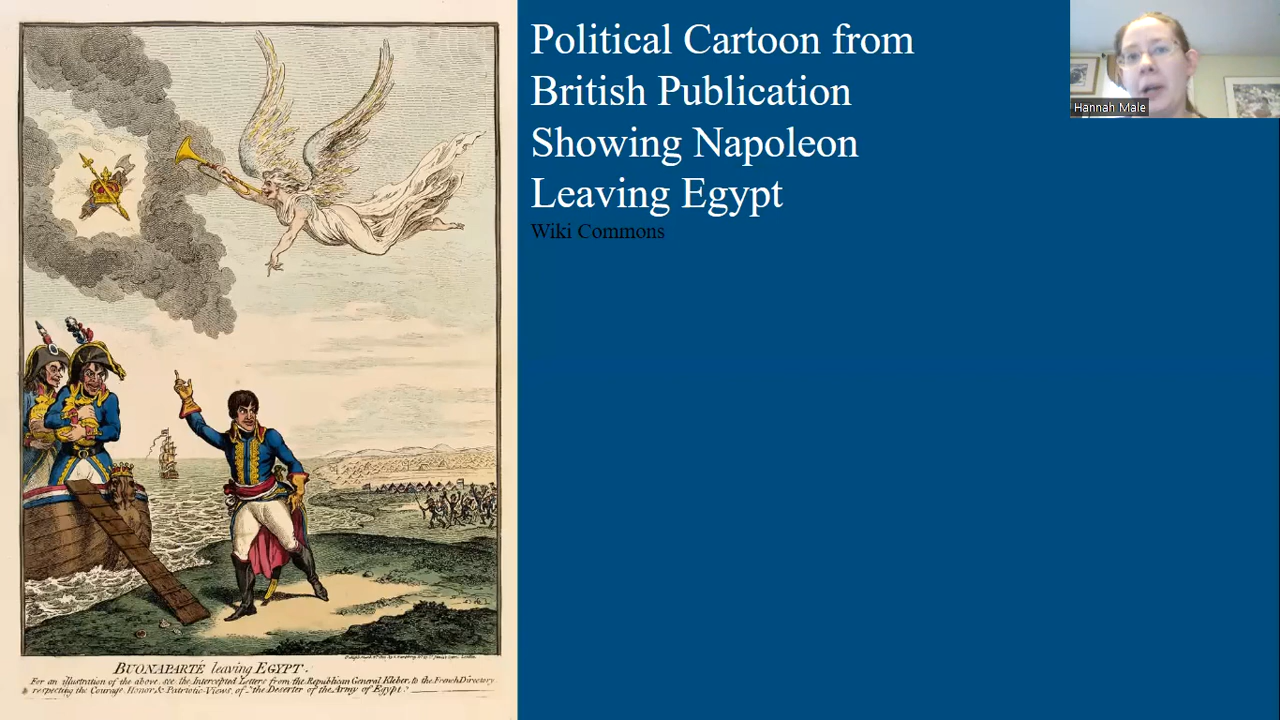 Political Cartoon from
British Publication
Showing Napoleon
Leaving Egypt
Wiki Commons
Hannah Male
BUONAPARTÉ leaving EGYPT.
For an illustration of the above, see the Intercepted Letters from the Republican General Kleber, to the French Directory
respecting the Courage, Honor, & Patriotic Views, of "the Deserter of the Army of Egypt."